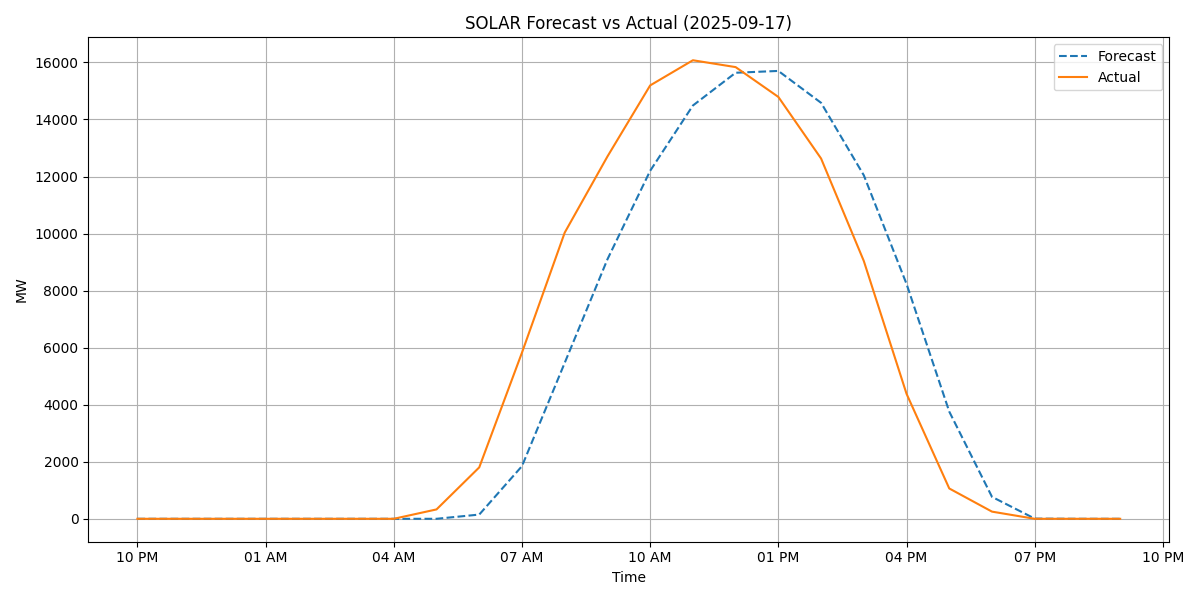 SOLAR Forecast vs Actual (2025-09-17)
Forecast
Actual
16000
14000
12000
10000
8000
6000
4000
2000
0
MW
10 PM 01 AM 04 AM 07 AM 10 AM 01 PM 04 PM 07 PM 10 PM
Time